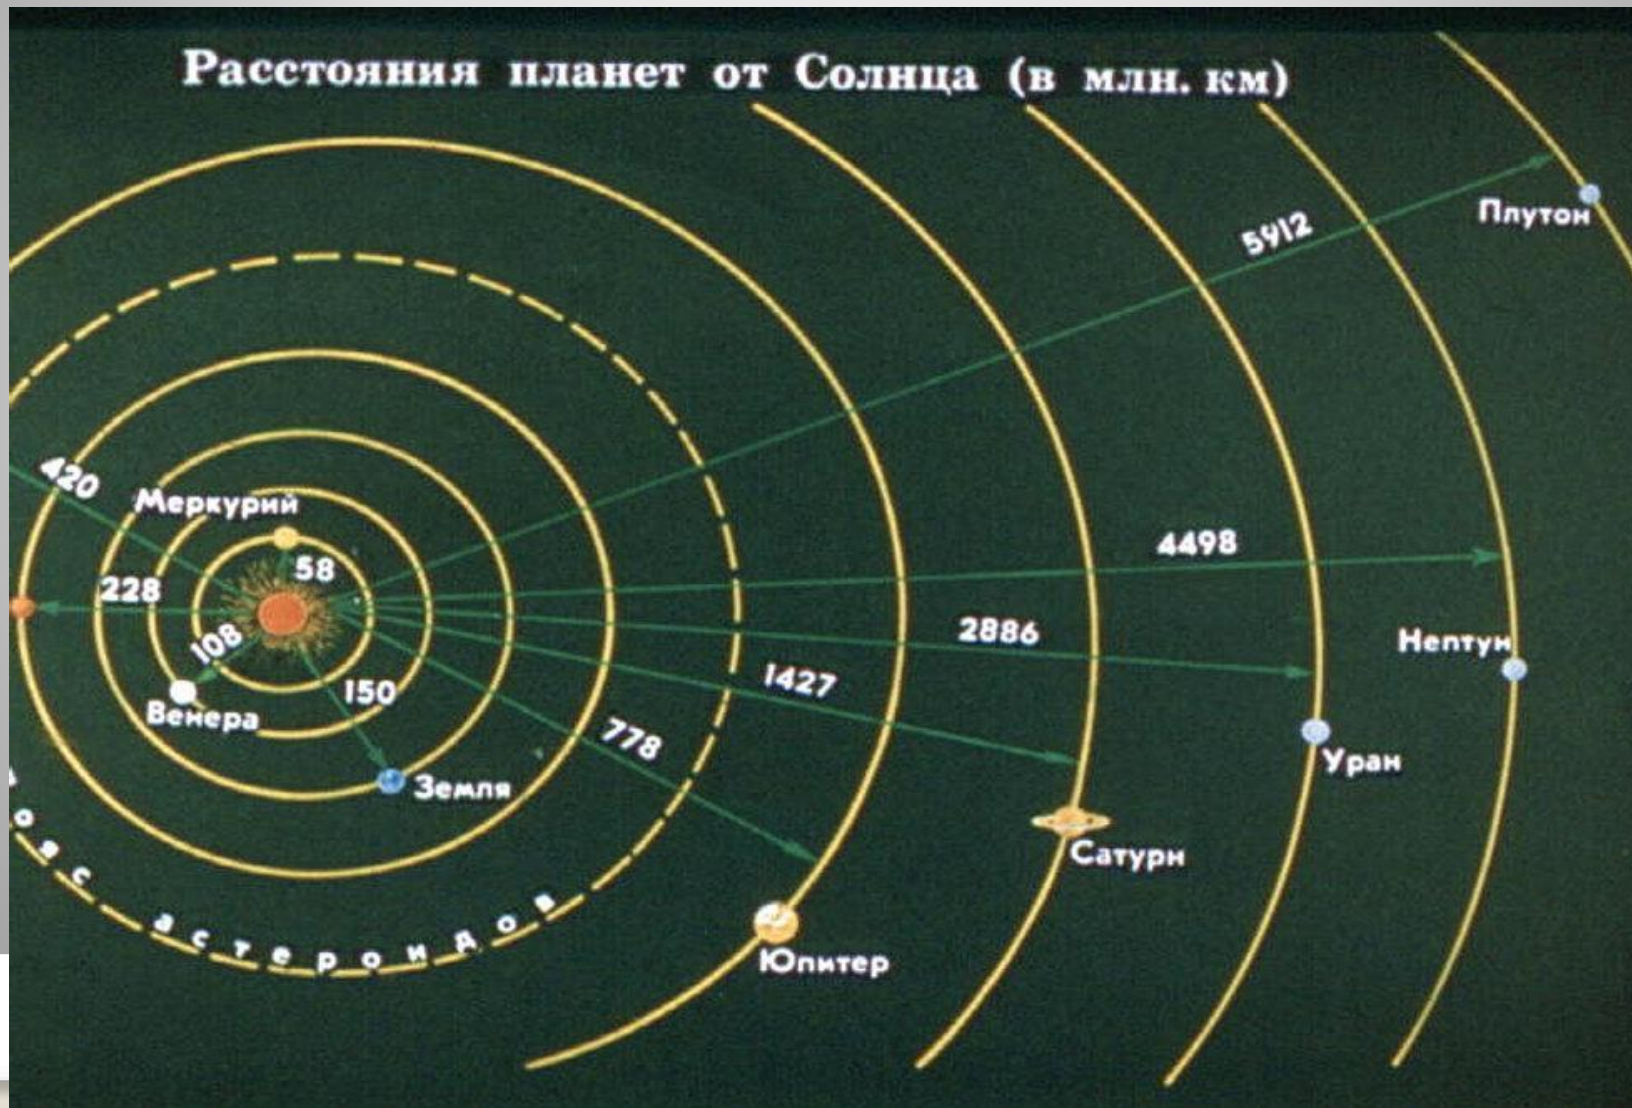 Расстояния планет от Солнца (в млн. км)
5912
Плутон
420
Меркурий
58
228
108
150
Венера
Земля
4498
2886
Нептун
1427
778
Уран
Сатурн
Юпитер
пояс астероидов